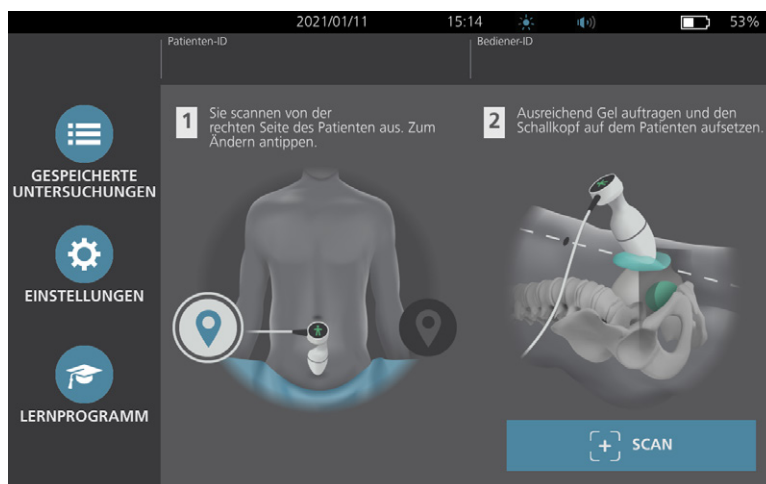 2021/01/11 15:14 53%
Patienten-ID
Bediener-ID
GESPEICHERTE
UNTERSUCHUNGEN
EINSTELLUNGEN
LERNPROGRAMM
1
Sie scannen von der
rechten Seite des Patienten aus. Zum
Ändern antippen.
2
Ausreichend Gel auftragen und den
Schallkopf auf dem Patienten aufsetzen.
SCAN